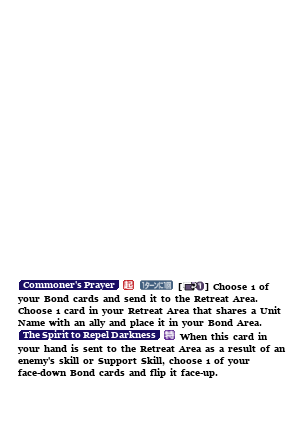 Commoner's Prayer 起 1ターンに1回 [1] Choose 1 of
your Bond cards and send it to the Retreat Area.
Choose 1 card in your Retreat Area that shares a Unit
Name with an ally and place it in your Bond Area.
The Spirit to Repel Darkness When this card in
your hand is sent to the Retreat Area as a result of an
enemy's skill or Support Skill, choose 1 of your
face-down Bond cards and flip it face-up.